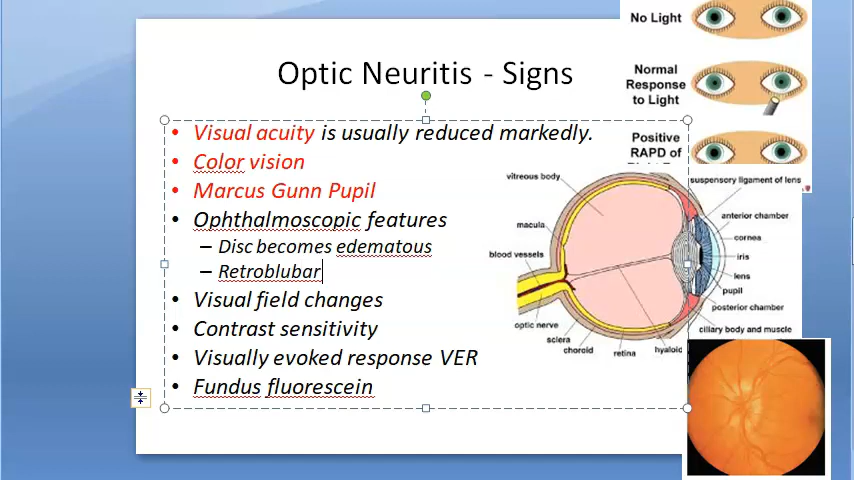 Optic Neuritis - Signs
• Visual acuity is usually reduced markedly.
• Color vision
• Marcus Gunn Pupil
• Ophthalmoscopic features
– Disc becomes edematous
– Retroblubar
• Visual field changes
• Contrast sensitivity
• Visually evoked response VER
• Fundus fluorescein
No Light
Normal
Response
to Light
Positive
RAPD of
vitreous body
macula
blood vessels
optic nerve
sclera
choroid
retina
hyaloid
suspensory ligament of lens
anterior chamber
cornea
iris
lens
pupil
posterior chamber
ciliary body and muscle